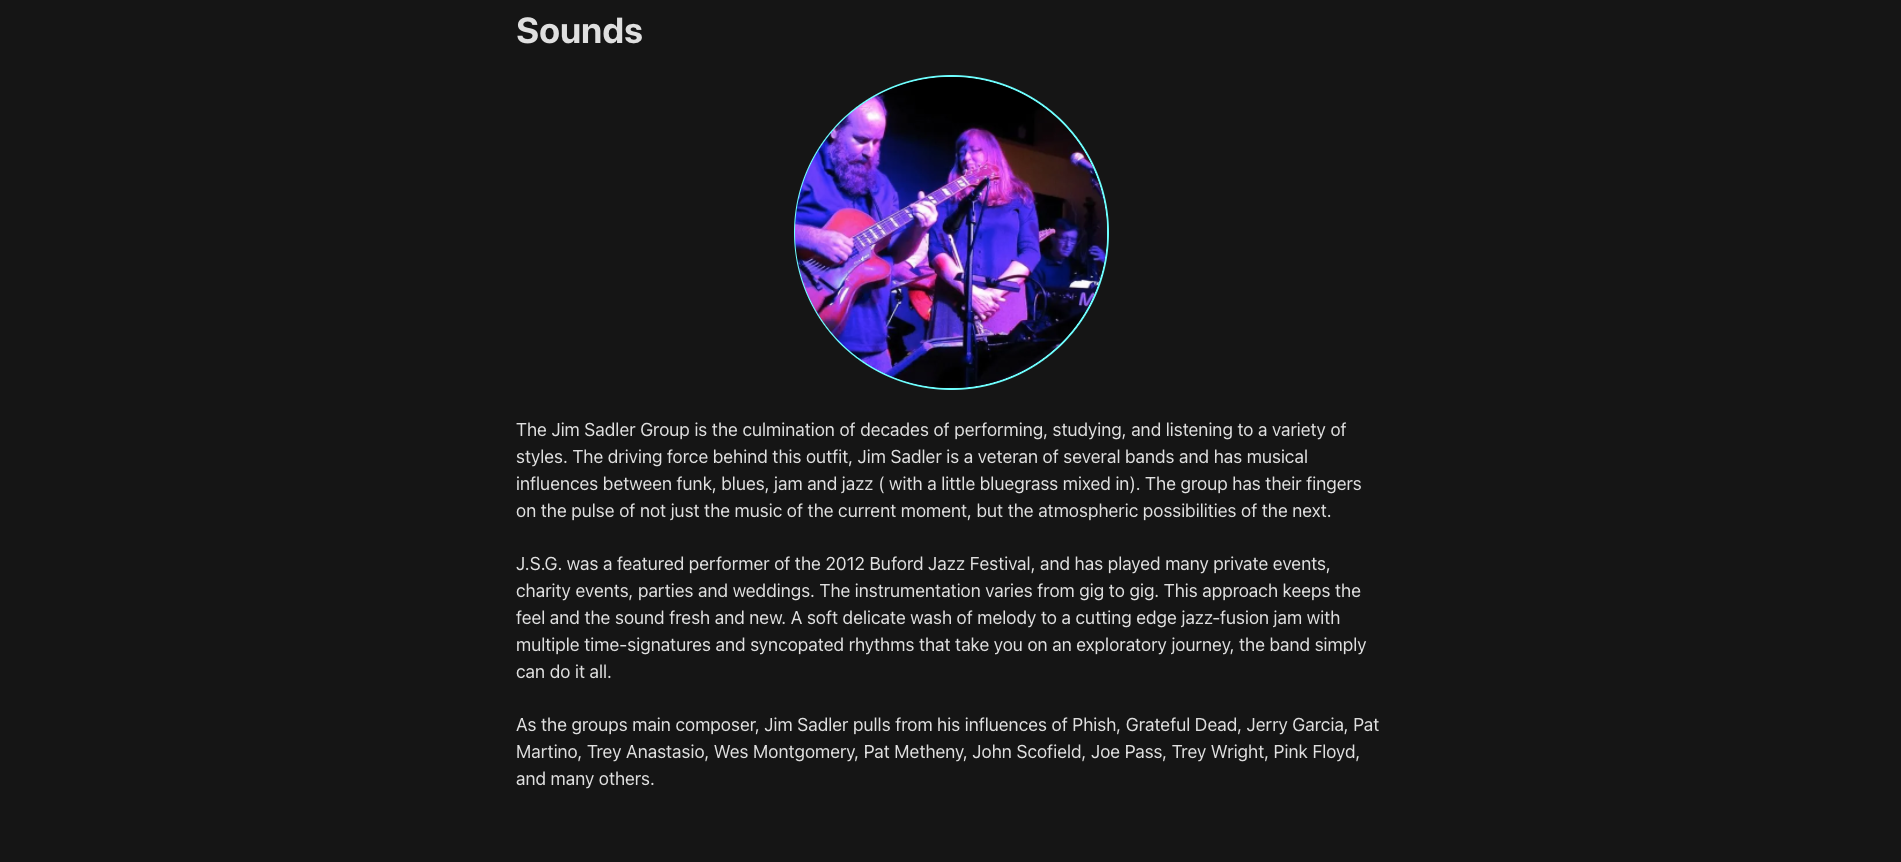 Sounds
The Jim Sadler Group is the culmination of decades of performing, studying, and listening to a variety of
styles. The driving force behind this outfit, Jim Sadler is a veteran of several bands and has musical
influences between funk, blues, jam and jazz ( with a little bluegrass mixed in). The group has their fingers
on the pulse of not just the music of the current moment, but the atmospheric possibilities of the next.
J.S.G. was a featured performer of the 2012 Buford Jazz Festival, and has played many private events,
charity events, parties and weddings. The instrumentation varies from gig to gig. This approach keeps the
feel and the sound fresh and new. A soft delicate wash of melody to a cutting edge jazz-fusion jam with
multiple time-signatures and syncopated rhythms that take you on an exploratory journey, the band simply
can do it all.
As the groups main composer, Jim Sadler pulls from his influences of Phish, Grateful Dead, Jerry Garcia, Pat
Martino, Trey Anastasio, Wes Montgomery, Pat Metheny, John Scofield, Joe Pass, Trey Wright, Pink Floyd,
and many others.